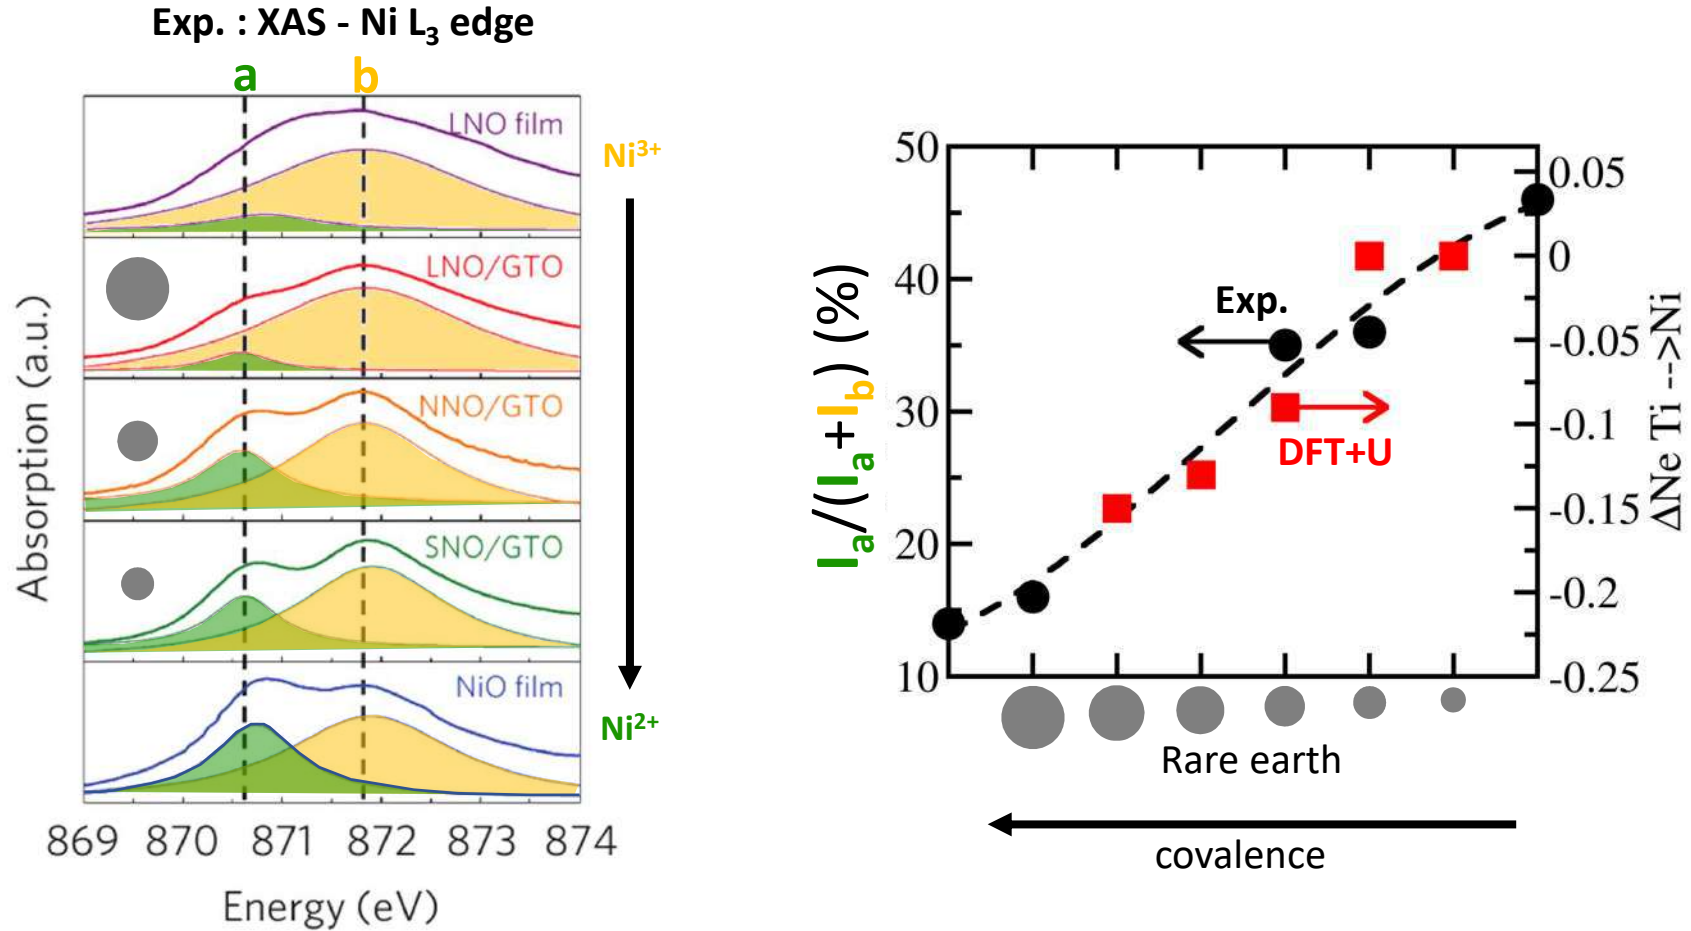 Exp. : XAS - Ni L3 edge
a b
LNO film
LNO/GTO
NNO/GTO
SNO/GTO
NiO film
Absorption (a.u.)
869 870 871 872 873 874
Energy (eV)
Ni3+
Ni2+
Ia/(Ia+Ib) (%)
50
40
30
20
10
Exp.
DFT+U
0.05
0
-0.05
-0.1
-0.15
-0.2
-0.25
ΔNe Ti -->Ni
Rare earth
covalence